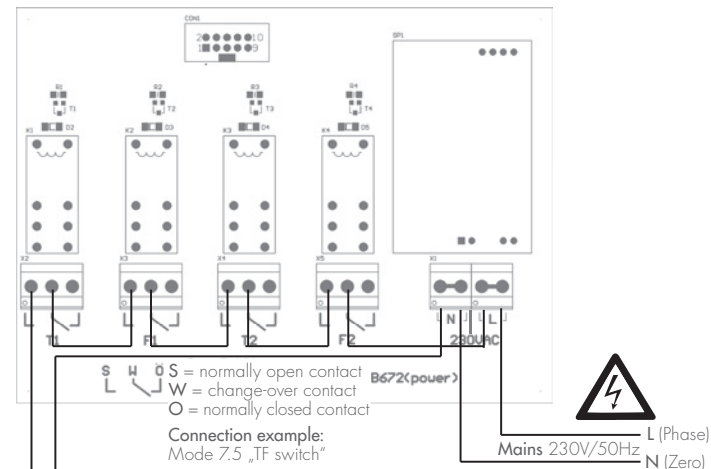 CON1
2 10
1 9
SP1
R1 R2 R3 R4
T1 T2 T3 T4
D2 D3 D4 D5
K1 K2 K3 K4
X2 X3 X4 X5 X1
N L
T1 F1 T2 F2 230VAC
S W Ö
S = normally open contact
W = change-over contact
O = normally closed contact
B672(power)
Connection example:
Mode 7.5 „TF switch“
L (Phase)
Mains 230V/50Hz
N (Zero)